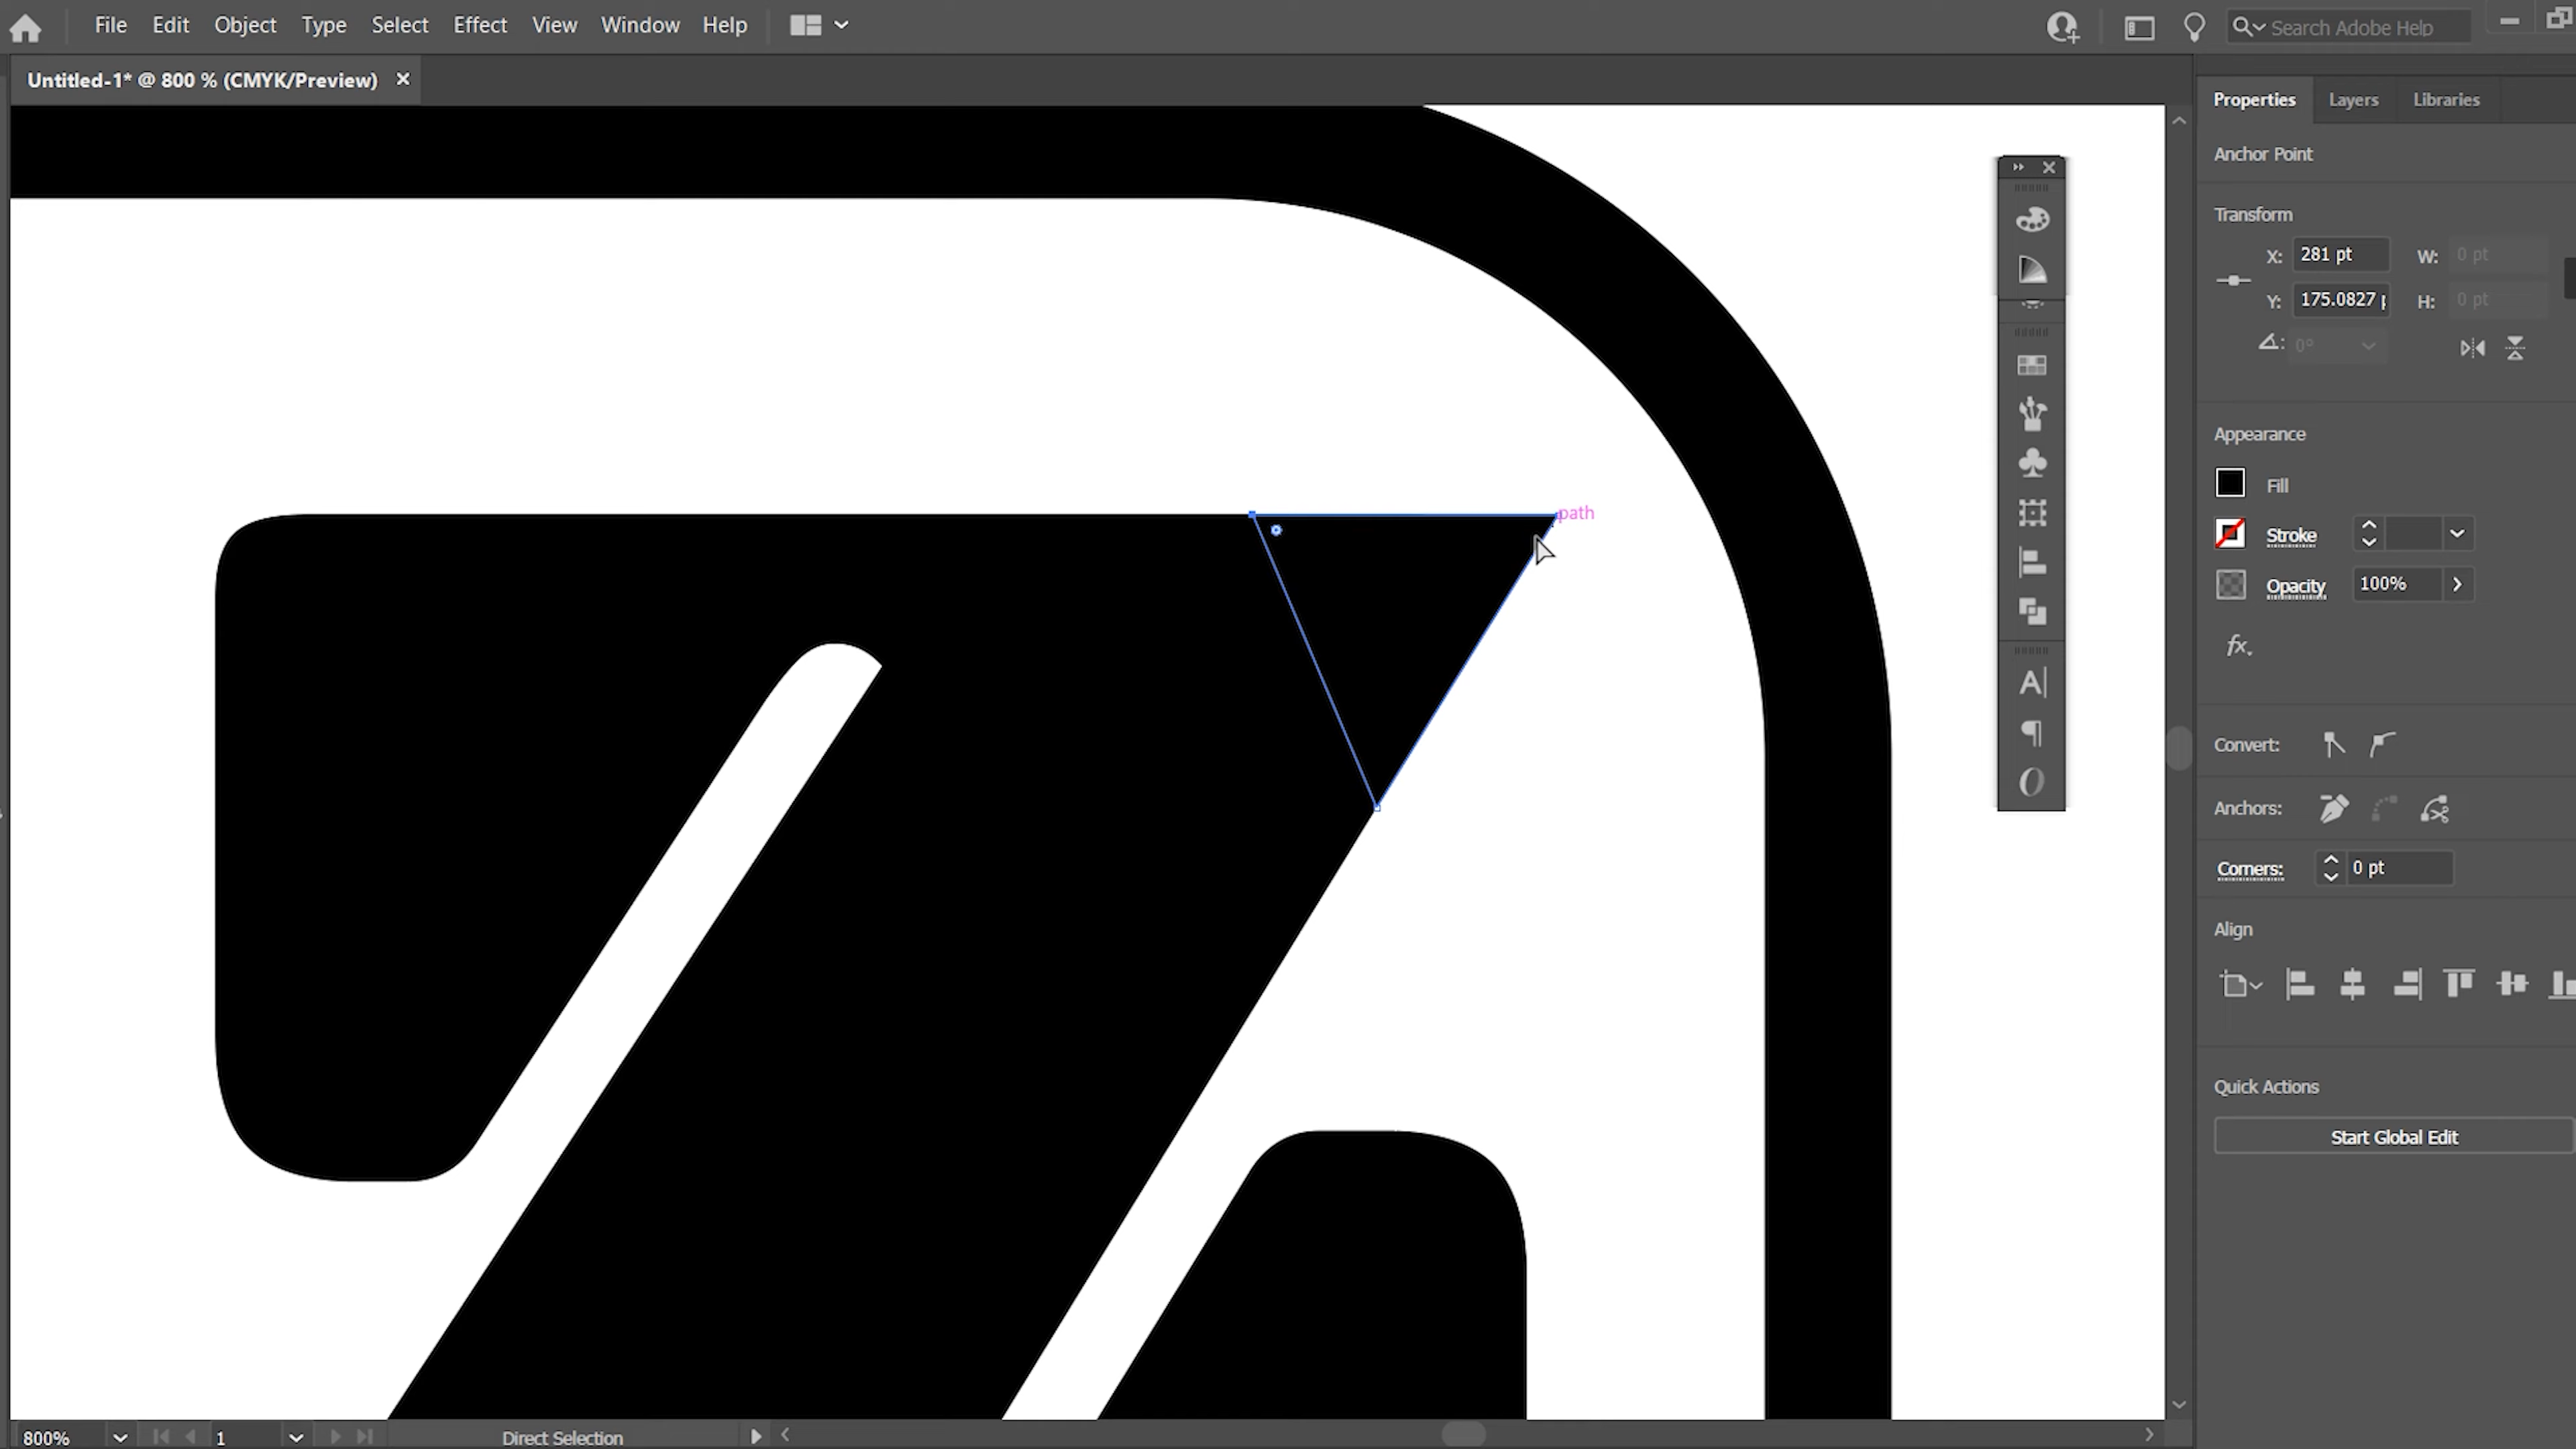 File Edit Object Type Select Effect View Window Help
Search Adobe Help
Untitled-1* @ 800 % (CMYK/Preview) ×
Properties Layers Libraries
Anchor Point
Transform
X: 281 pt W: 0 pt
Y: 175.0827 H: 0 pt
0°
Appearance
Fill
Stroke
Opacity 100%
fx.
Convert:
Anchors:
Corners: 0 pt
Align
Quick Actions
Start Global Edit
path
800% 1 Direct Selection